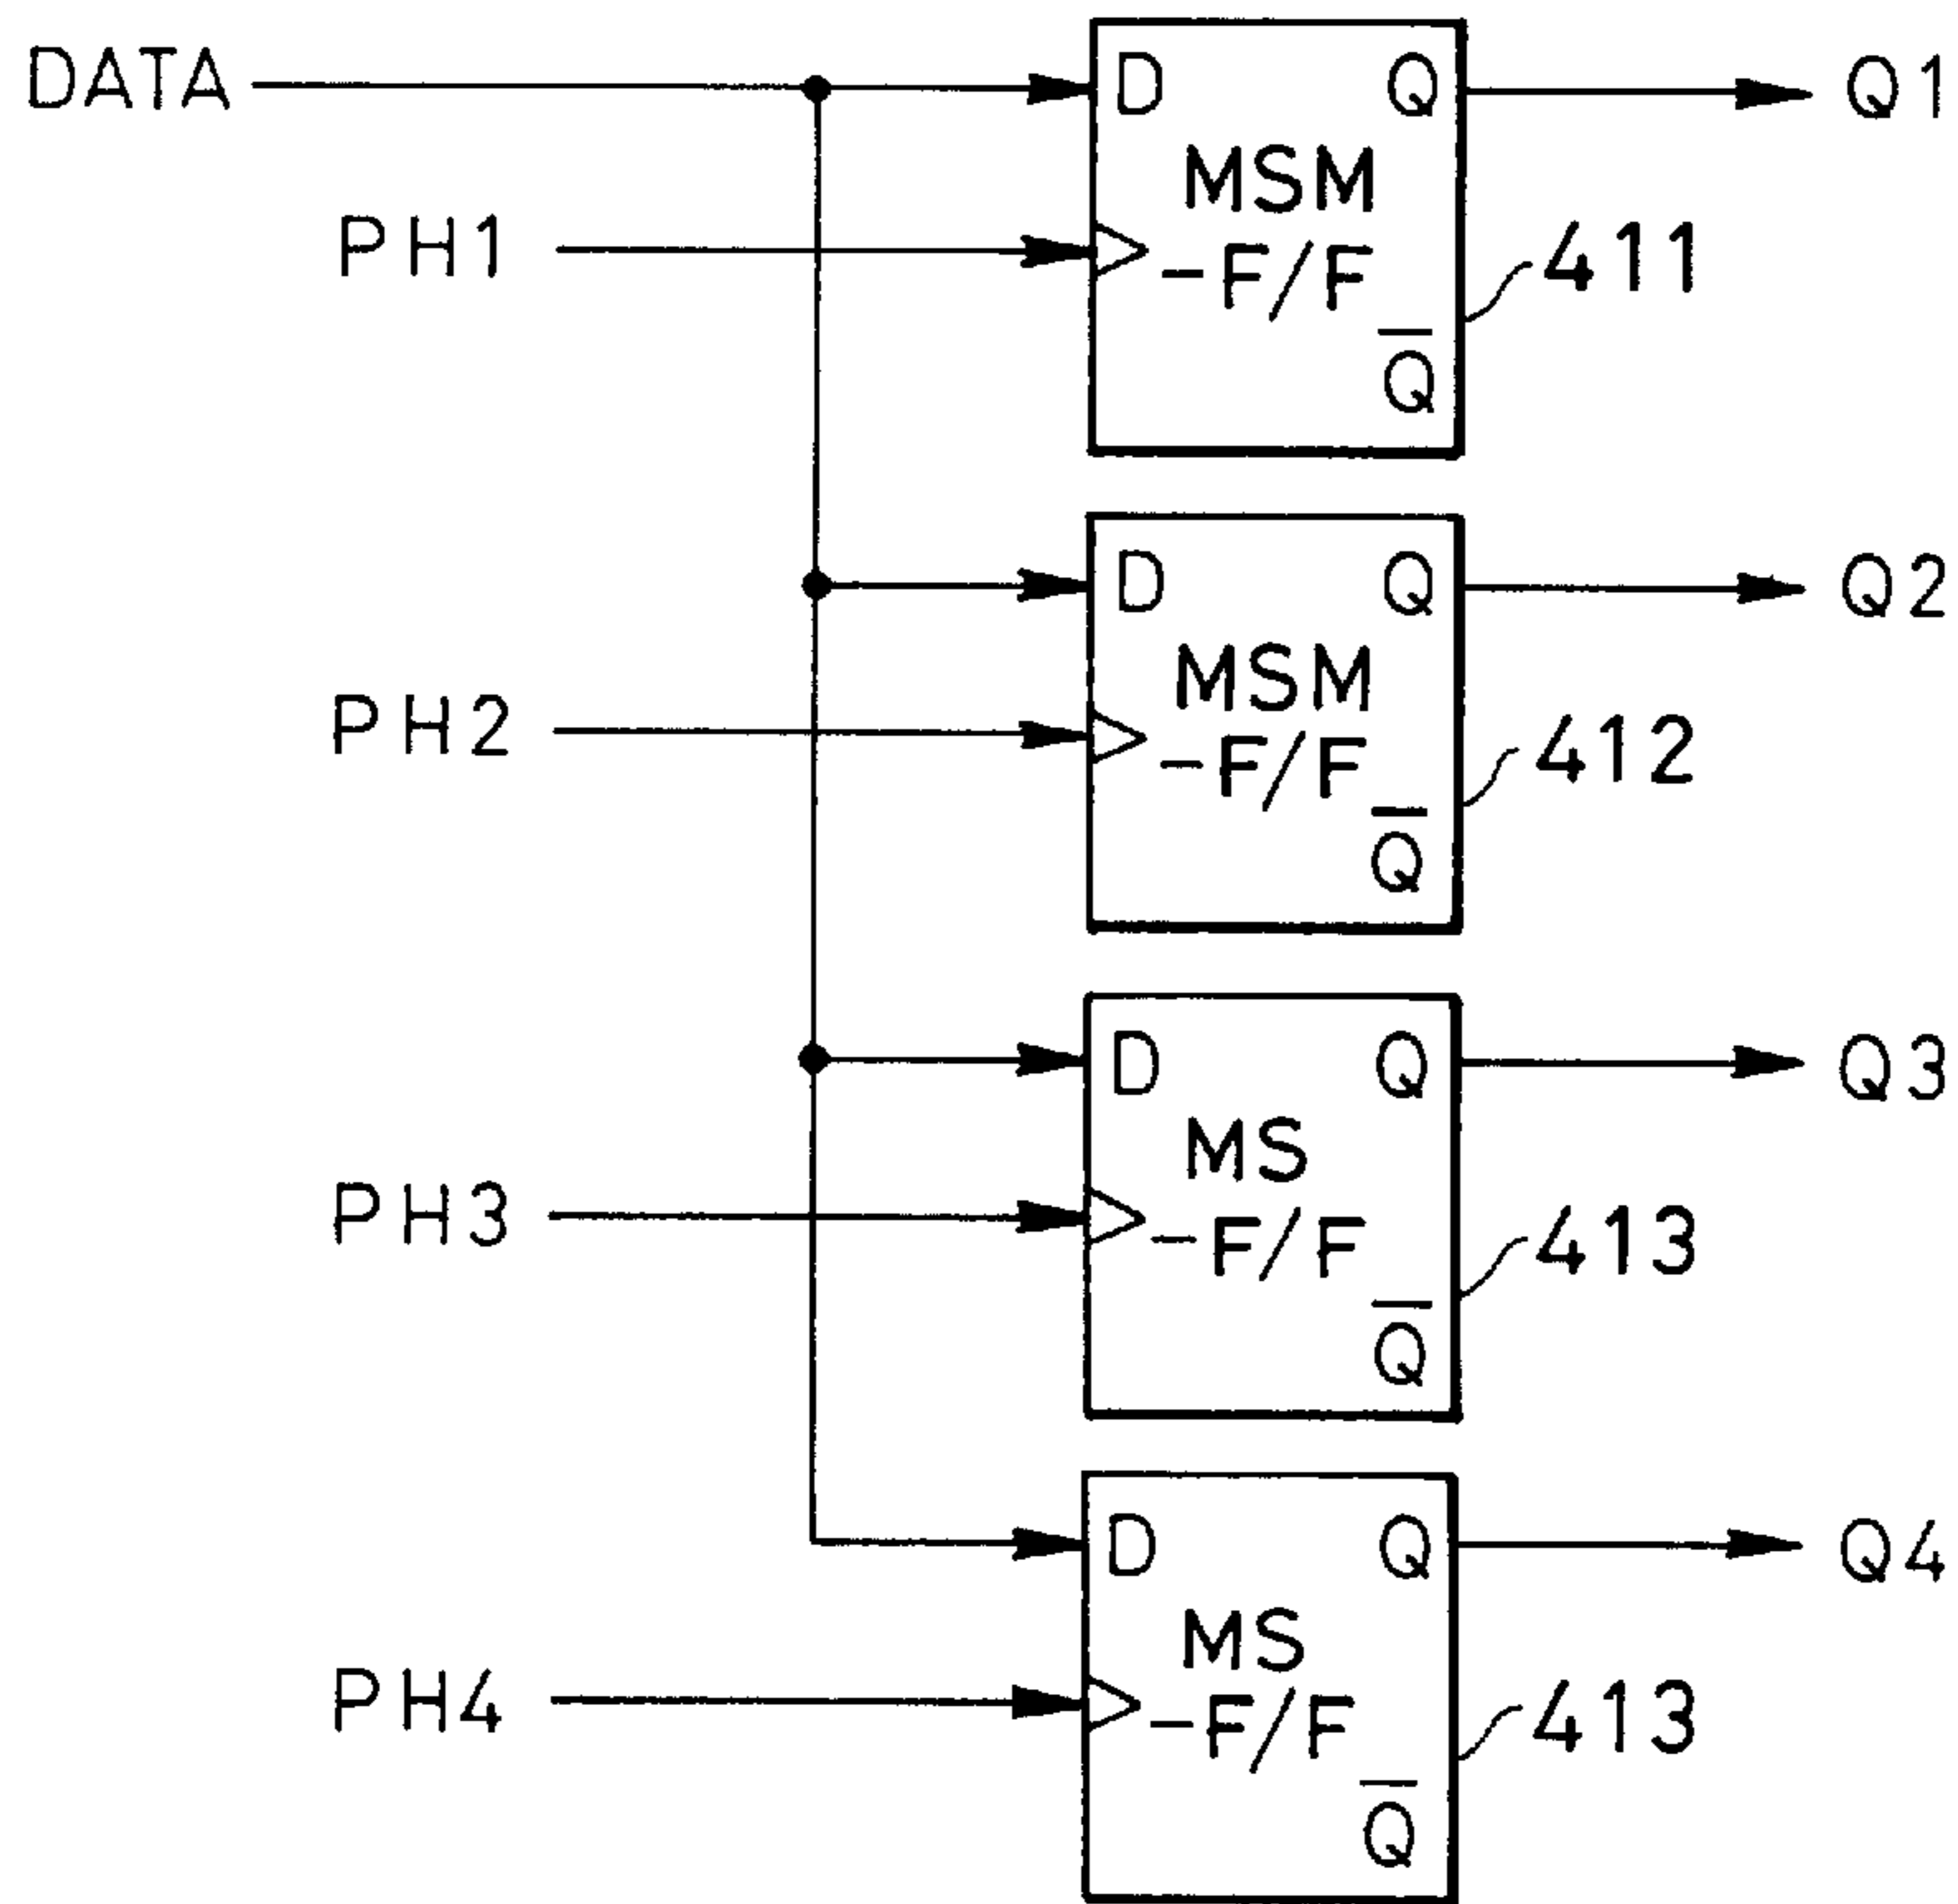 DATA
D
Q
Q1
MSM
PH1
-F/F
411
Q̅
D
Q
Q2
MSM
PH2
-F/F
412
Q̅
D
Q
Q3
MS
PH3
-F/F
413
Q̅
D
Q
Q4
MS
PH4
-F/F
413
Q̅